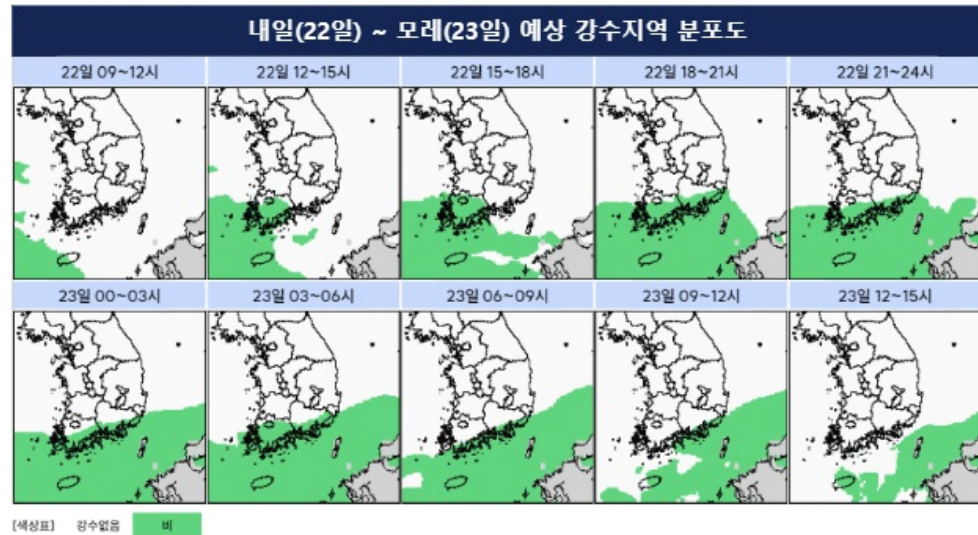 내일(22일) ~ 모레(23일) 예상 강수지역 분포도
22일 09~12시 22일 12~15시 22일 15~18시 22일 18~21시 22일 21~24시
23일 00~03시 23일 03~06시 23일 06~09시 23일 09~12시 23일 12~15시
[색상표] 강수없음 비